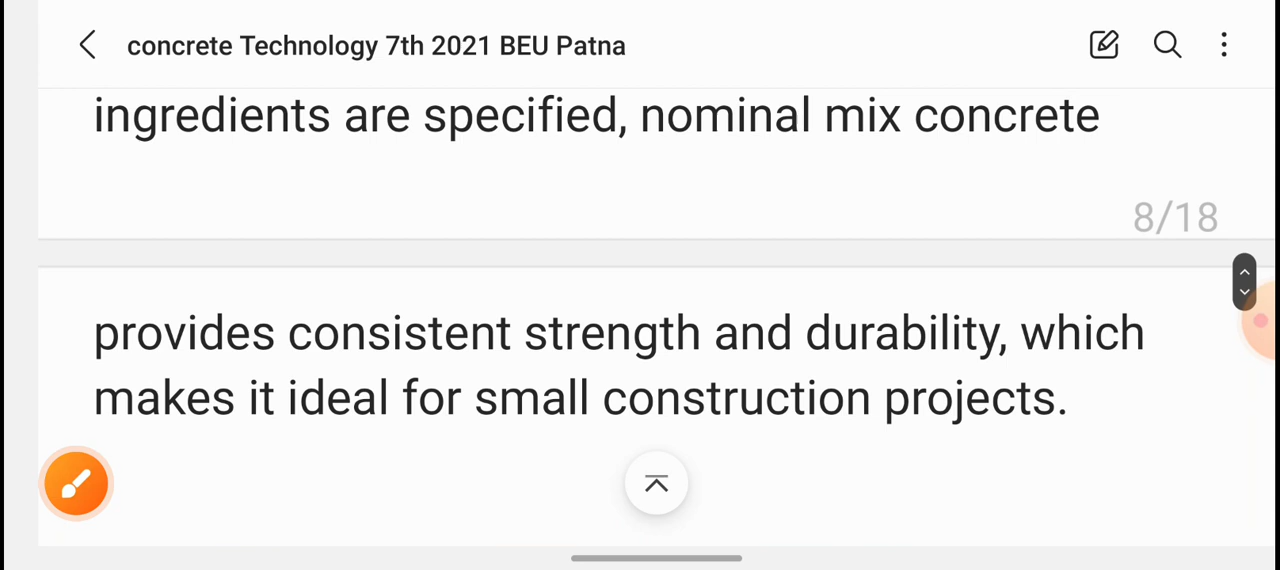 concrete Technology 7th 2021 BEU Patna
ingredients are specified, nominal mix concrete
8/18
provides consistent strength and durability, which
makes it ideal for small construction projects.